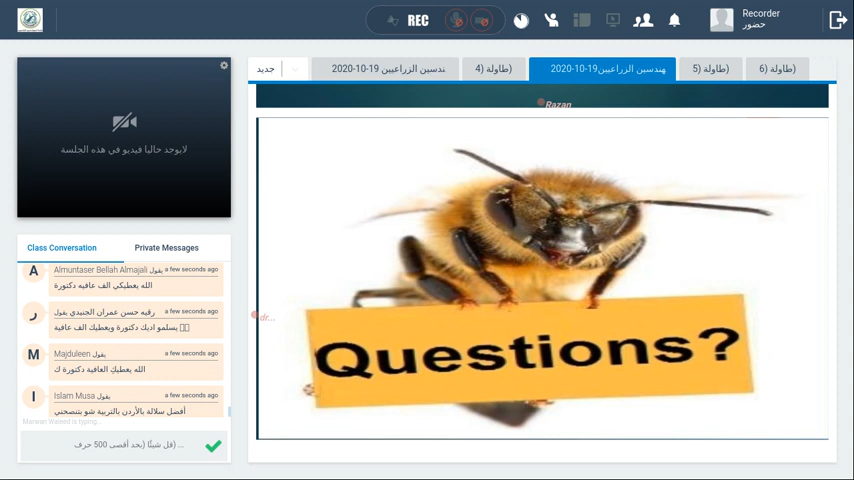 REC
Recorder
حضور
جديد
ندسين الزراعيين 19-10-2020
(طاولة (4
هندسين الزراعيين19-10-2020
(طاولة (5
(طاولة (6
لايوجد حاليا فيديو في هذه الجلسة
Razan
dr...
Questions?
Class Conversation
Private Messages
A
Almuntaser Bellah Almajali يقول
a few seconds ago
الله يعطيكي الف عافيه دكتورة
ر
رقيه حسن عمران الجنيدي يقول
a few seconds ago
يسلمو اديك دكتورة ويعطيك الف عافية
M
Majduleen يقول
a few seconds ago
الله يعطيك العافية دكتورة ك
I
Islam Musa يقول
a few seconds ago
أفضل سلالة بالأردن بالتربية شو بتنصحني
Marwan Waleed is typing...
... (قل شيئًا (بحد أقصى 500 حرف